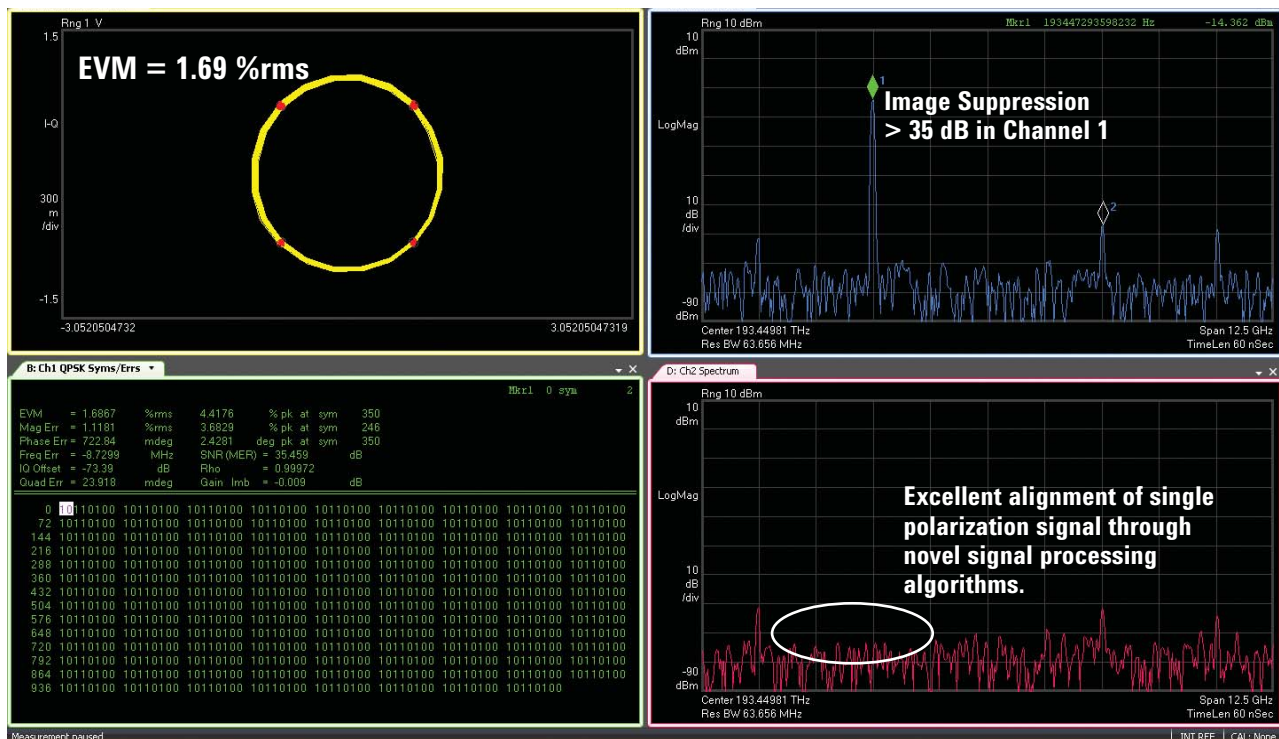 Rng 1 V
1.5
EVM = 1.69 %rms
I-Q
300
m
/div
-1.5
-3.0520504732
3.05205047319
Rng 10 dBm
Mkr1 193447293598232 Hz -14.362 dBm
10
dBm
1
Image Suppression
> 35 dB in Channel 1
LogMag
10
dB
/div
2
-90
dBm
Center 193.44981 THz
Span 12.5 GHz
Res BW 63.656 MHz
TimeLen 60 nSec
B: Ch1 QPSK Syms/Errs
Mkr1 0 sym 2
EVM = 1.6867 %rms 4.4176 % pk at sym 350
Mag Err = 1.1181 %rms 3.6829 % pk at sym 246
Phase Err = 722.84 mdeg 2.4281 deg pk at sym 350
Freq Err = -8.7299 MHz SNR(MER) = 35.459 dB
IQ Offset = -73.39 dB Rho = 0.99972
Quad Err = 23.918 mdeg Gain Imb = -0.009 dB
0 10110100 10110100 10110100 10110100 10110100 10110100 10110100 10110100 10110100
72 10110100 10110100 10110100 10110100 10110100 10110100 10110100 10110100 10110100
144 10110100 10110100 10110100 10110100 10110100 10110100 10110100 10110100 10110100
216 10110100 10110100 10110100 10110100 10110100 10110100 10110100 10110100 10110100
288 10110100 10110100 10110100 10110100 10110100 10110100 10110100 10110100 10110100
360 10110100 10110100 10110100 10110100 10110100 10110100 10110100 10110100 10110100
432 10110100 10110100 10110100 10110100 10110100 10110100 10110100 10110100 10110100
504 10110100 10110100 10110100 10110100 10110100 10110100 10110100 10110100 10110100
576 10110100 10110100 10110100 10110100 10110100 10110100 10110100 10110100 10110100
648 10110100 10110100 10110100 10110100 10110100 10110100 10110100 10110100 10110100
720 10110100 10110100 10110100 10110100 10110100 10110100 10110100 10110100 10110100
792 10110100 10110100 10110100 10110100 10110100 10110100 10110100 10110100 10110100
864 10110100 10110100 10110100 10110100 10110100 10110100 10110100 10110100 10110100
936 10110100 10110100 10110100 10110100 10110100 10110100 10110100 10110100
D: Ch2 Spectrum
Rng 10 dBm
10
dBm
LogMag
Excellent alignment of single
polarization signal through
novel signal processing
algorithms.
10
dB
/div
-90
dBm
Center 193.44981 THz
Span 12.5 GHz
Res BW 63.656 MHz
TimeLen 60 nSec
Measurement paused
INT REF
CAL: None